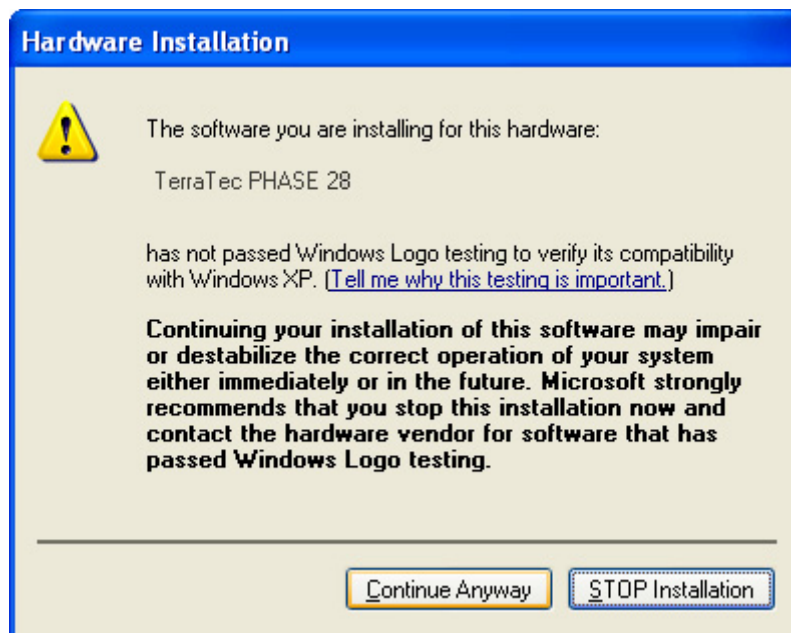 Hardware Installation
The software you are installing for this hardware:
TerraTec PHASE 28
has not passed Windows Logo testing to verify its compatibility
with Windows XP. (Tell me why this testing is important.)
Continuing your installation of this software may impair
or destabilize the correct operation of your system
either immediately or in the future. Microsoft strongly
recommends that you stop this installation now and
contact the hardware vendor for software that has
passed Windows Logo testing.
Continue Anyway
STOP Installation